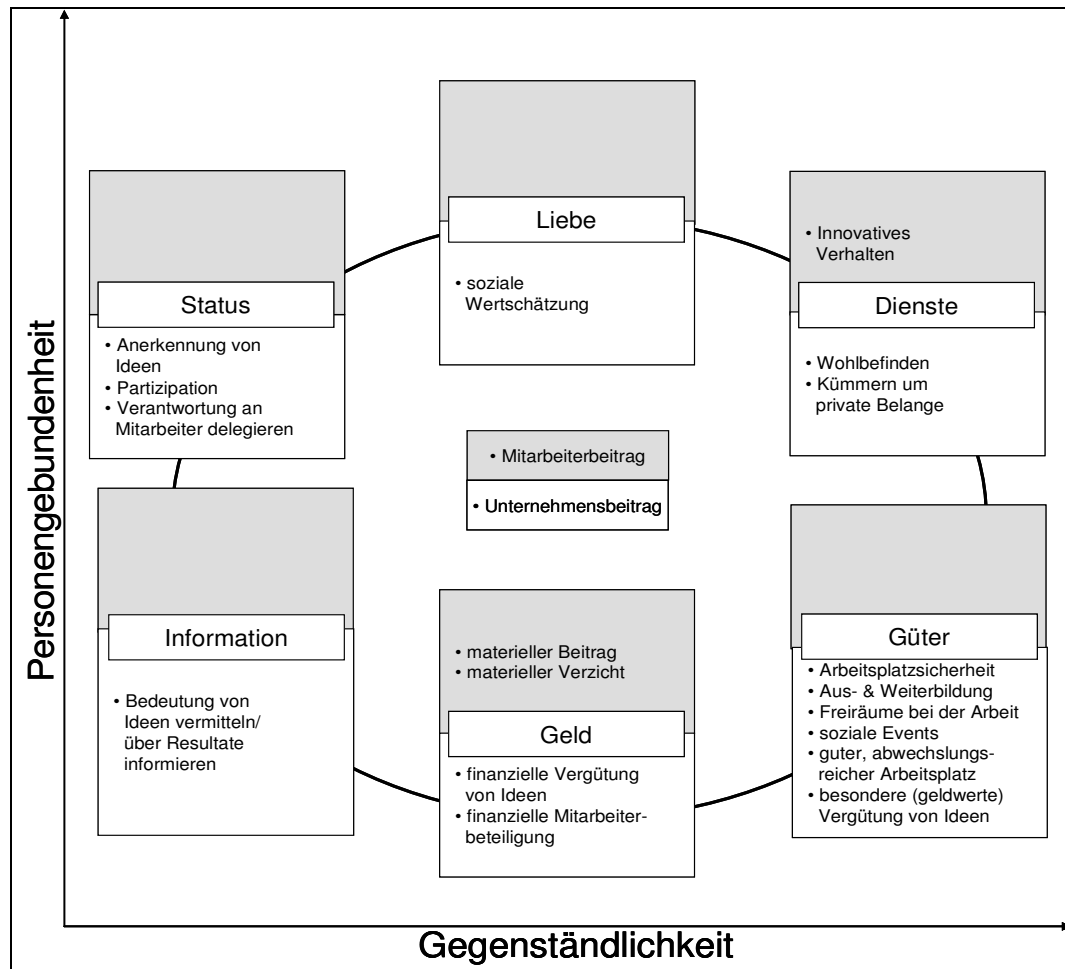 Personengebundenheit
Liebe
• soziale
Wertschätzung
Status
• Anerkennung von
Ideen
• Partizipation
• Verantwortung an
Mitarbeiter delegieren
• Innovatives
Verhalten
Dienste
• Wohlbefinden
• Kümmern um
private Belange
• Mitarbeiterbeitrag
• Unternehmensbeitrag
Information
• Bedeutung von
Ideen vermitteln/
über Resultate
informieren
• materieller Beitrag
• materieller Verzicht
Geld
• finanzielle Vergütung
von Ideen
• finanzielle Mitarbeiter-
beteiligung
Güter
• Arbeitsplatzsicherheit
• Aus- & Weiterbildung
• Freiräume bei der Arbeit
• soziale Events
• guter, abwechslungs-
reicher Arbeitsplatz
• besondere (geldwerte)
Vergütung von Ideen
Gegenständlichkeit